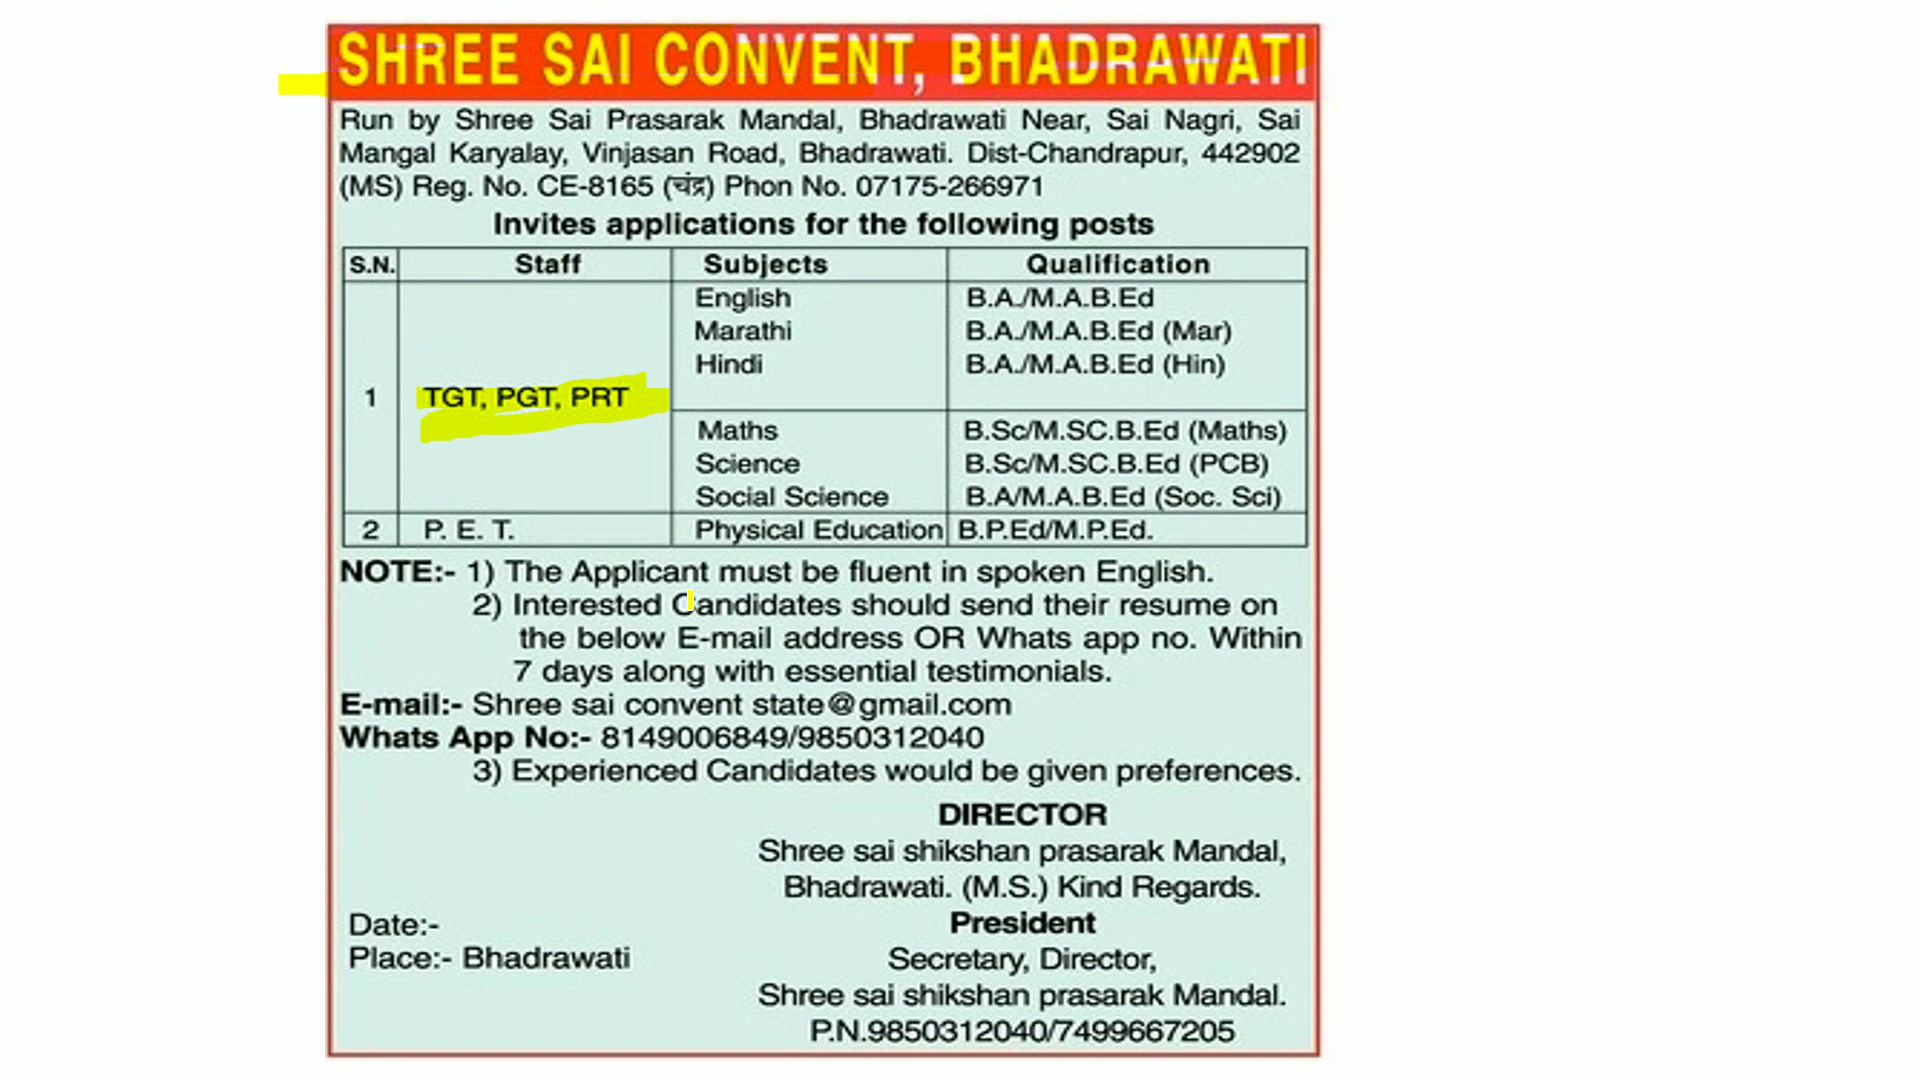 SHREE SAI CONVENT, BHADRAWATI
Run by Shree Sai Prasarak Mandal, Bhadrawati Near, Sai Nagri, Sai
Mangal Karyalay, Vinjasan Road, Bhadrawati. Dist-Chandrapur, 442902
(MS) Reg. No. CE-8165 (चंद्र) Phon No. 07175-266971
Invites applications for the following posts
S.N. Staff Subjects Qualification
English B.A./M.A.B.Ed
Marathi B.A./M.A.B.Ed (Mar)
Hindi B.A./M.A.B.Ed (Hin)
1 TGT, PGT, PRT
Maths B.Sc/M.SC.B.Ed (Maths)
Science B.Sc/M.SC.B.Ed (PCB)
Social Science B.A/M.A.B.Ed (Soc. Sci)
2 P. E. T. Physical Education B.P.Ed/M.P.Ed.
NOTE:- 1) The Applicant must be fluent in spoken English.
2) Interested Candidates should send their resume on
the below E-mail address OR Whats app no. Within
7 days along with essential testimonials.
E-mail:- Shree sai convent state@gmail.com
Whats App No:- 8149006849/9850312040
3) Experienced Candidates would be given preferences.
DIRECTOR
Shree sai shikshan prasarak Mandal,
Bhadrawati. (M.S.) Kind Regards.
Date:- President
Place:- Bhadrawati Secretary, Director,
Shree sai shikshan prasarak Mandal.
P.N.9850312040/7499667205